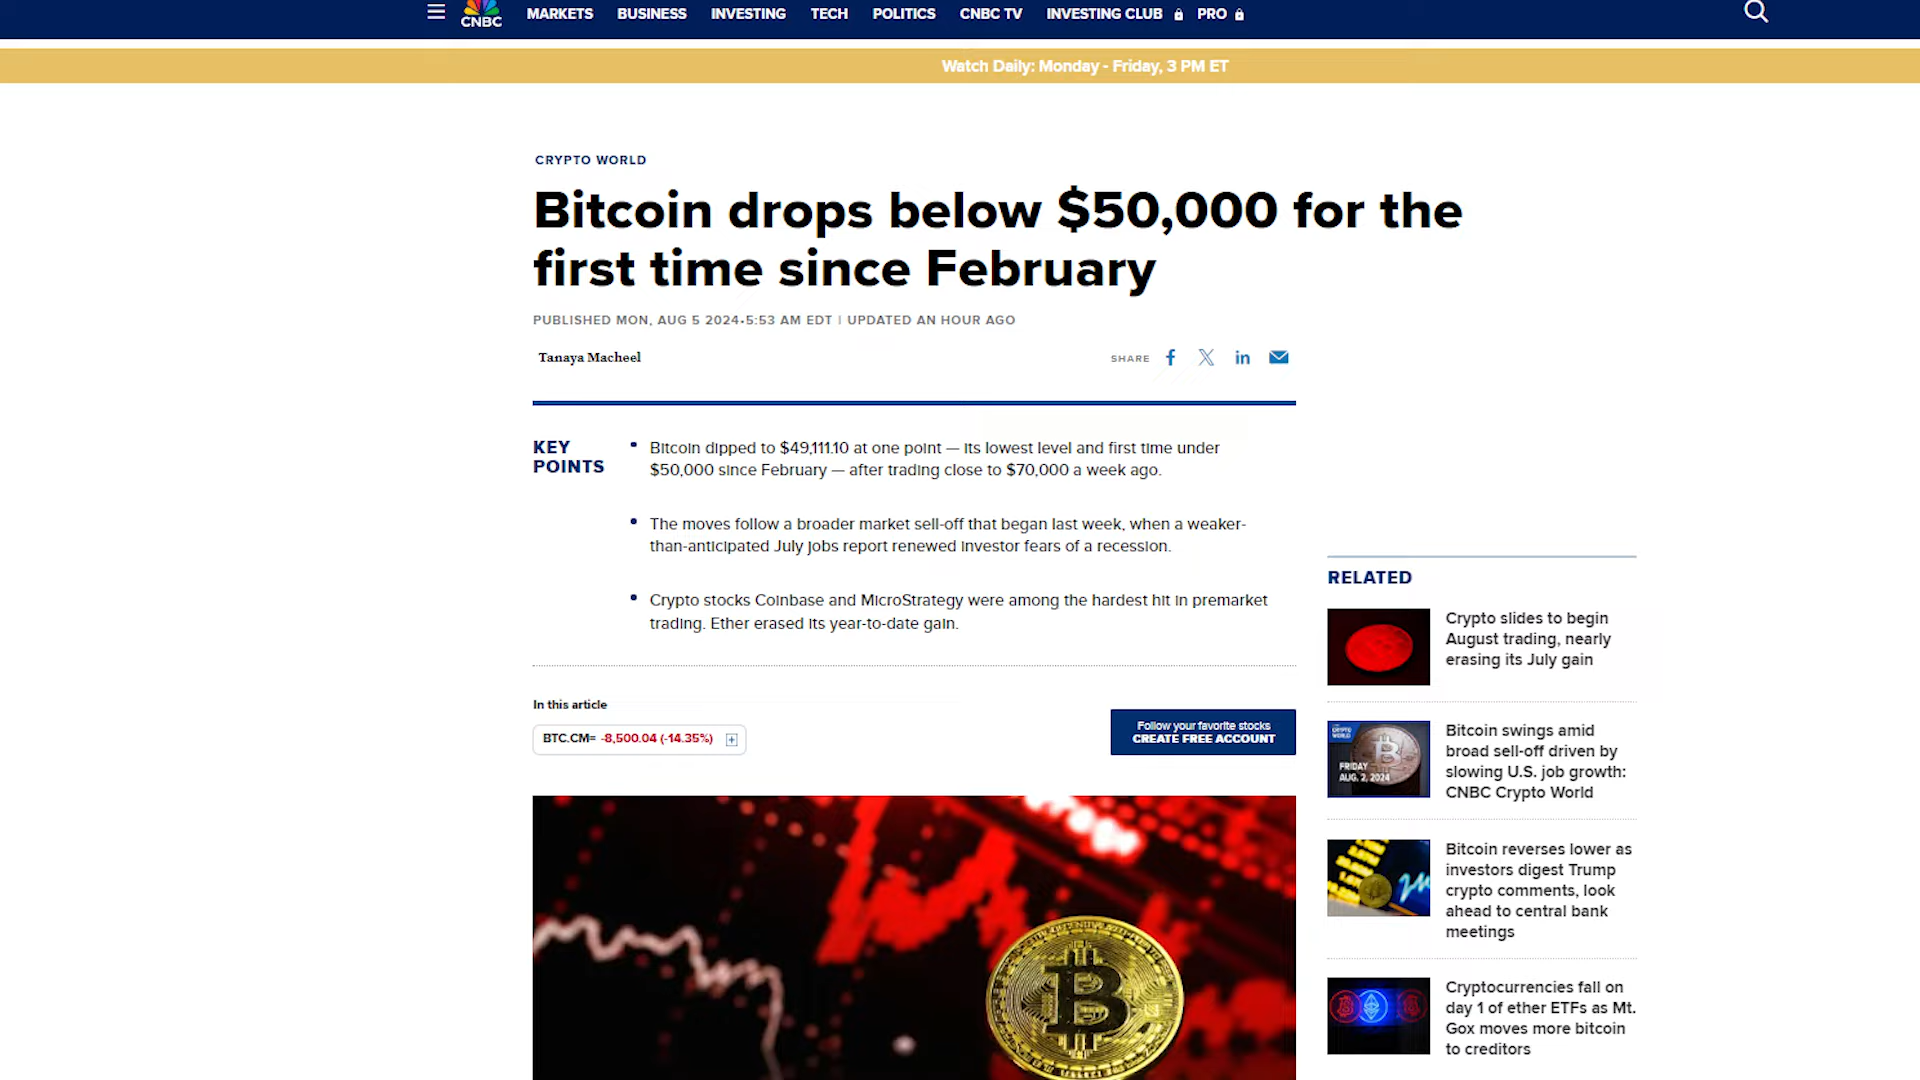 CNBC
MARKETS BUSINESS INVESTING TECH POLITICS CNBC TV INVESTING CLUB PRO
Watch Daily: Monday - Friday, 3 PM ET
CRYPTO WORLD
Bitcoin drops below $50,000 for the
first time since February
PUBLISHED MON, AUG 5 2024•5:53 AM EDT | UPDATED AN HOUR AGO
Tanaya Macheel
SHARE
KEY
POINTS
• Bitcoin dipped to $49,111.10 at one point — its lowest level and first time under
$50,000 since February — after trading close to $70,000 a week ago.
• The moves follow a broader market sell-off that began last week, when a weaker-
than-anticipated July jobs report renewed investor fears of a recession.
• Crypto stocks Coinbase and MicroStrategy were among the hardest hit in premarket
trading. Ether erased its year-to-date gain.
In this article
BTC.CM= -8,500.04 (-14.35%)
Follow your favorite stocks
CREATE FREE ACCOUNT
RELATED
Crypto slides to begin
August trading, nearly
erasing its July gain
CRYPTO
WORLD
FRIDAY
AUG. 2, 2024
Bitcoin swings amid
broad sell-off driven by
slowing U.S. job growth:
CNBC Crypto World
Bitcoin reverses lower as
investors digest Trump
crypto comments, look
ahead to central bank
meetings
Cryptocurrencies fall on
day 1 of ether ETFs as Mt.
Gox moves more bitcoin
to creditors